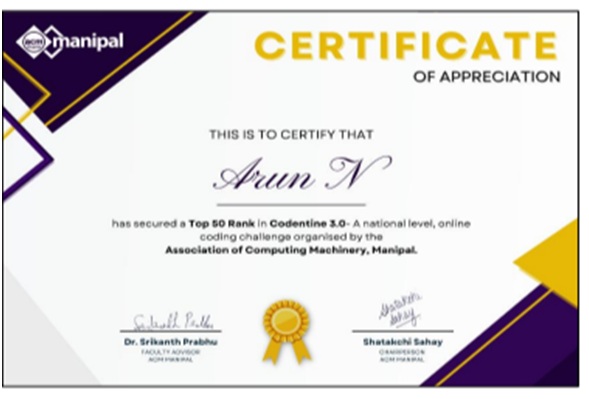 acm manipal
CERTIFICATE
OF APPRECIATION
THIS IS TO CERTIFY THAT
Arun N
has secured a Top 50 Rank in Codentine 3.0- A national level, online
coding challenge organised by the
Association of Computing Machinery, Manipal.
Srikanth Prabhu
Shatakchi
Sahay
Dr. Srikanth Prabhu
Shatakchi Sahay
FACULTY ADVISOR
CHAIRPERSON
ACM MANIPAL
ACM MANIPAL